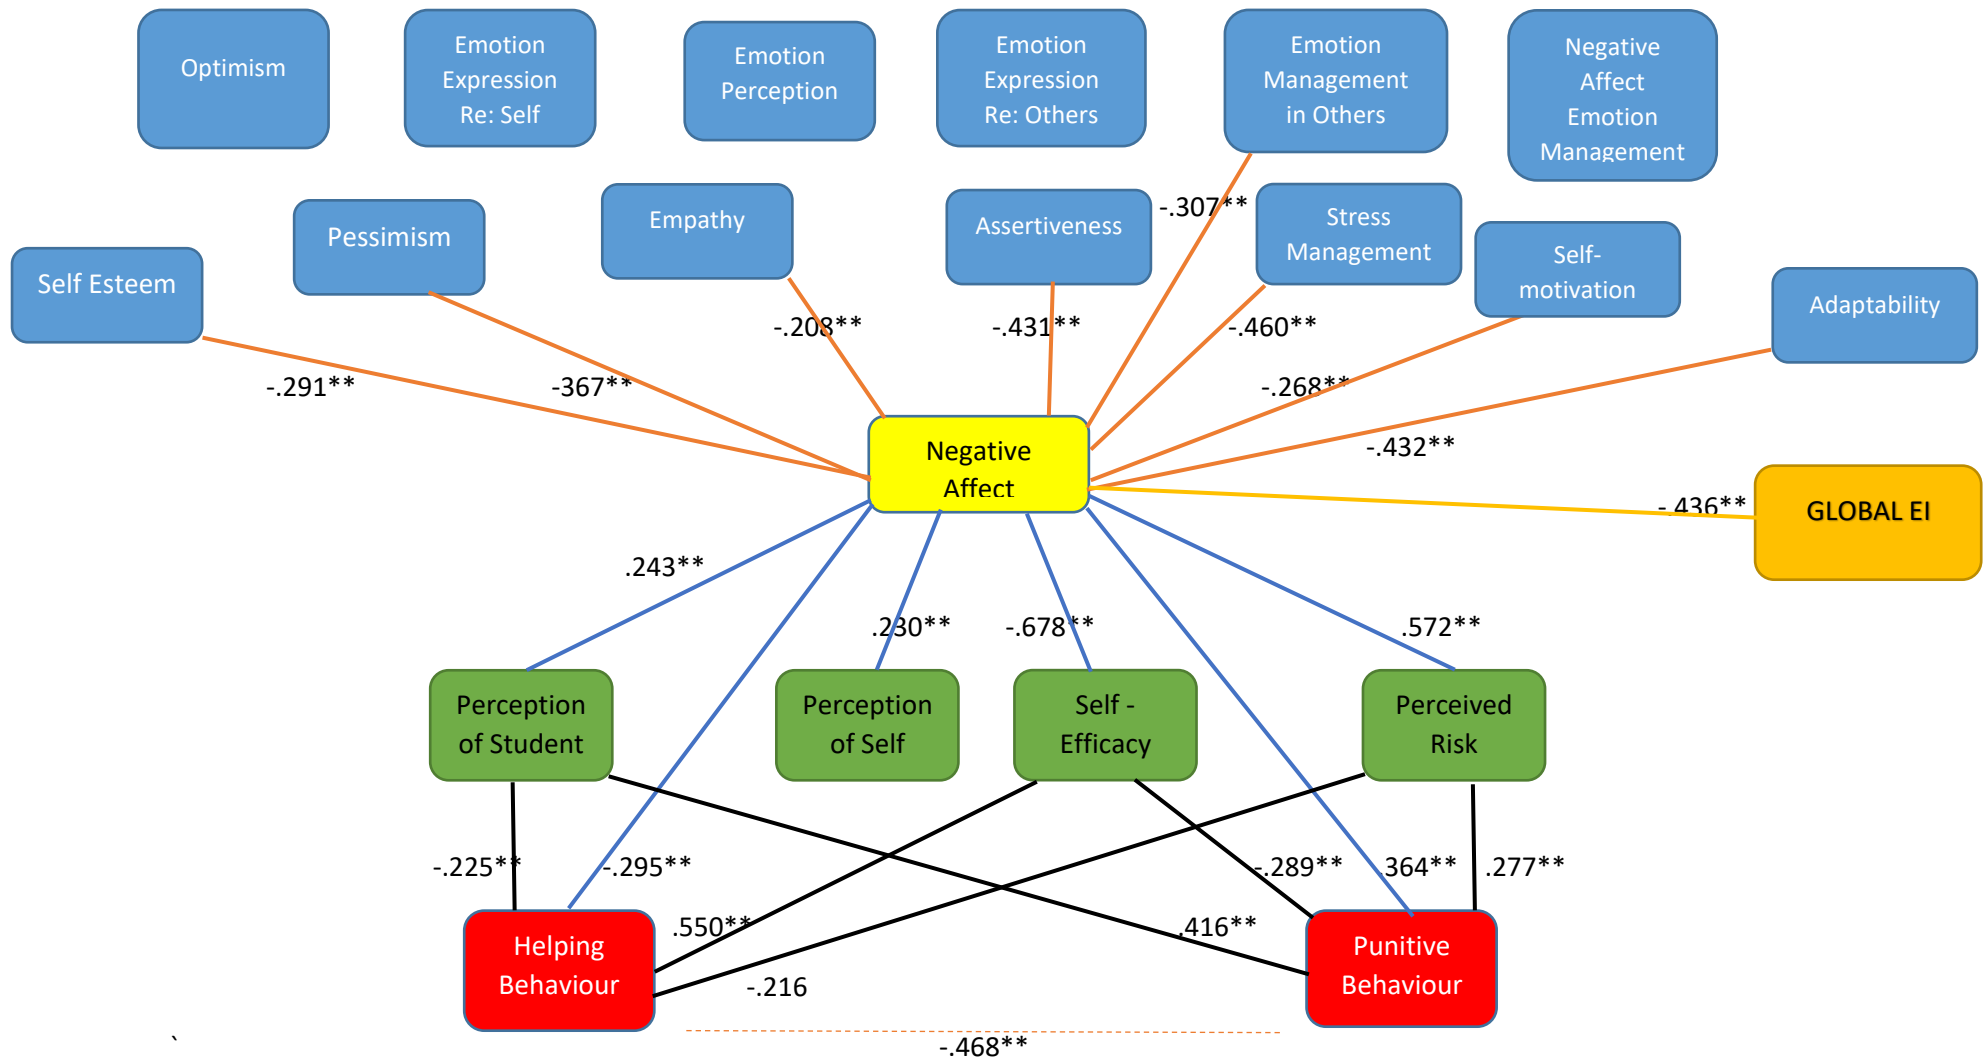 Optimism
Emotion
Expression
Re: Self
Emotion
Perception
Emotion
Expression
Re: Others
Emotion
Management
in Others
Negative
Affect
Emotion
Management
Self Esteem
Pessimism
Empathy
Assertiveness
-.307**
Stress
Management
Self-
motivation
Adaptability
-.291**
-367**
-.208**
-.431**
-.460**
-.268**
-.432**
Negative
Affect
-.436**
GLOBAL EI
.243**
.230**
-.678**
.572**
Perception
of Student
Perception
of Self
Self -
Efficacy
Perceived
Risk
-.225**
-.295**
-.289**
.364**
.277**
.550**
.416**
Helping
Behaviour
Punitive
Behaviour
-.216
-.468**
`